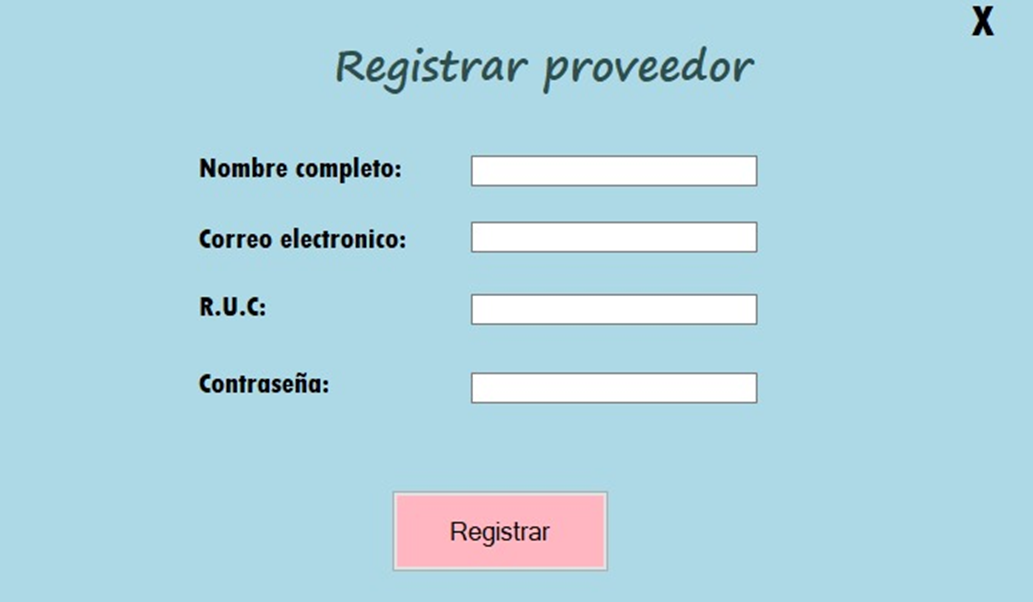 X
Registrar proveedor
Nombre completo:
Correo electronico:
R.U.C:
Contraseña:
Registrar